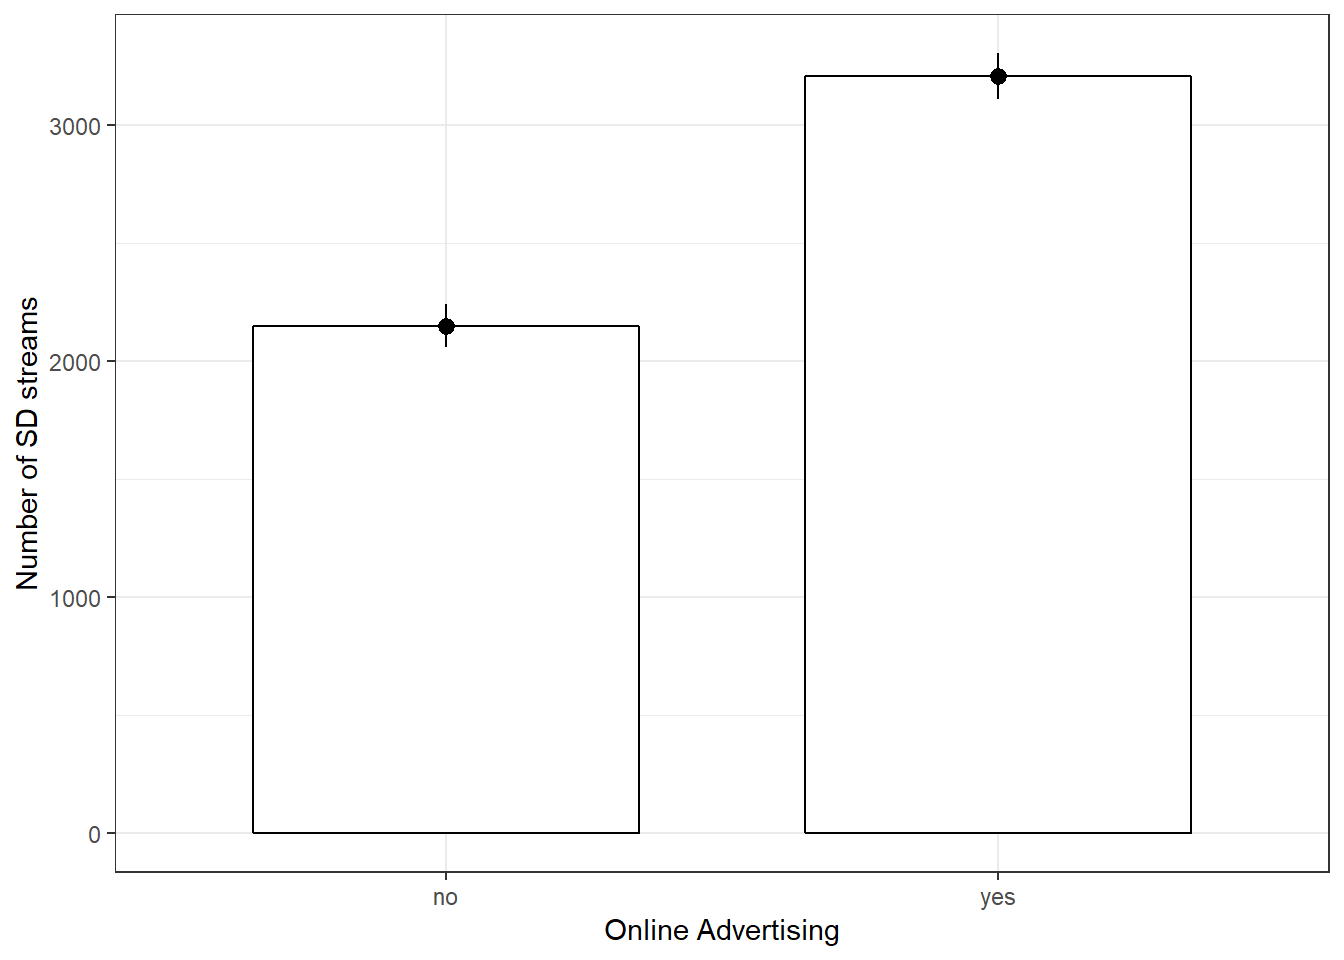 Number of SD streams
3000
2000
1000
0
no
yes
Online Advertising